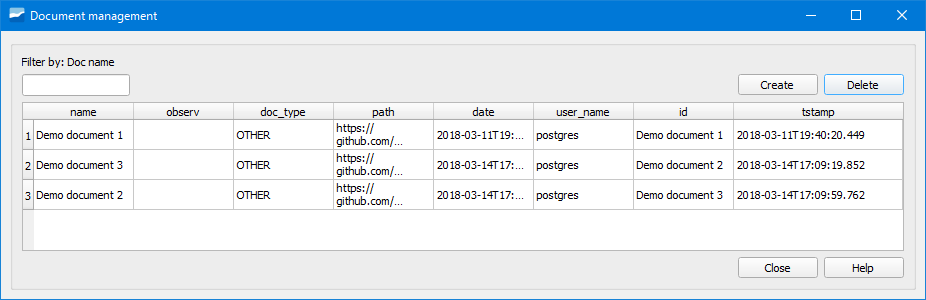 Document management
Filter by: Doc name
Create Delete
name observ doc_type path date user_name id tstamp
1 Demo document 1 OTHER https:// github.com/... 2018-03-11T19:... postgres Demo document 1 2018-03-11T19:40:20.449
2 Demo document 3 OTHER https:// github.com/... 2018-03-14T17:... postgres Demo document 2 2018-03-14T17:09:19.852
3 Demo document 2 OTHER https:// github.com/... 2018-03-14T17:... postgres Demo document 3 2018-03-14T17:09:59.762
Close Help